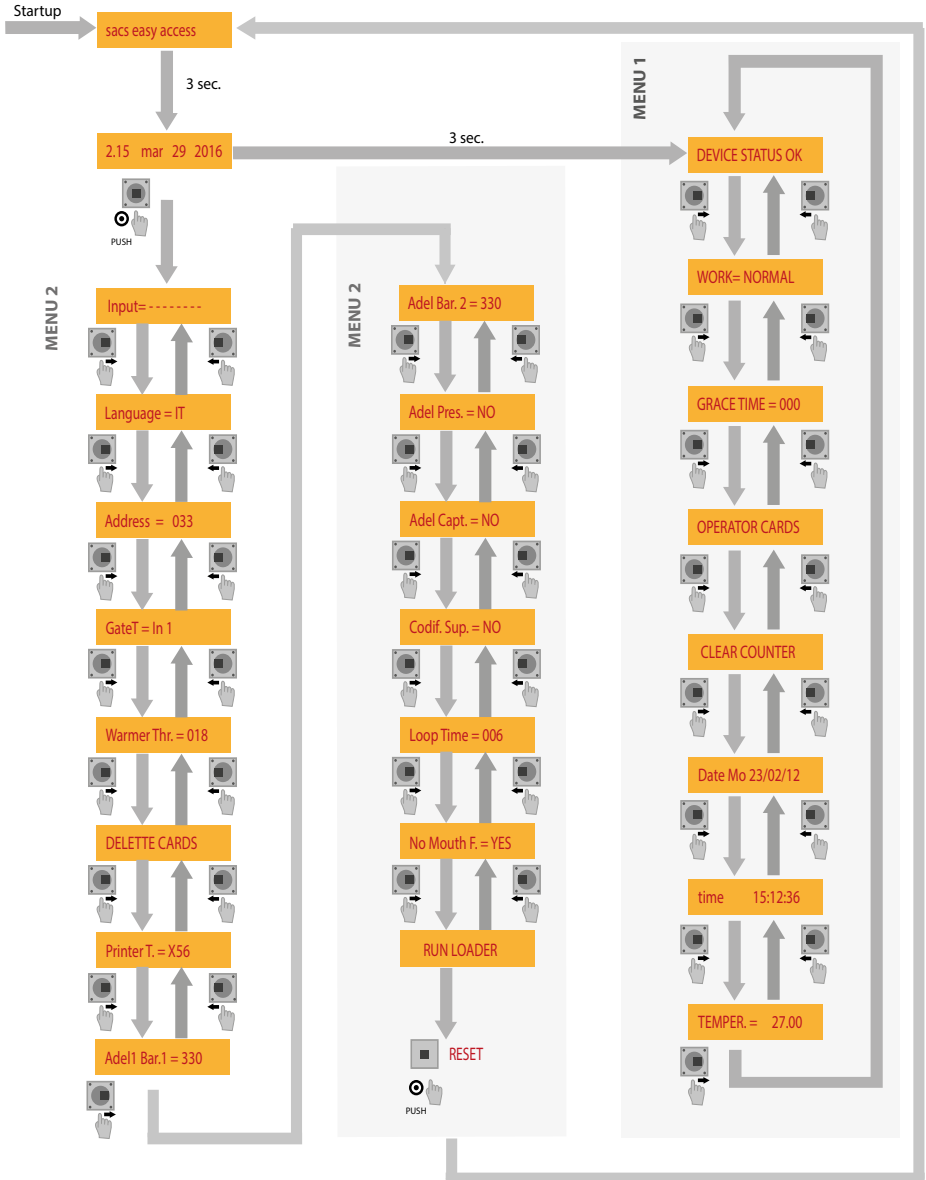 Startup
sacs easy access
3 sec.
2.15 mar 29 2016
3 sec.
PUSH
MENU 2
Input= - - - - - - - -
Language = IT
Address = 033
GateT = In 1
Warmer Thr. = 018
DELETTE CARDS
Printer T. = X56
Adel1 Bar.1 = 330
MENU 2
Adel Bar. 2 = 330
Adel Pres. = NO
Adel Capt. = NO
Codif. Sup. = NO
Loop Time = 006
No Mouth F. = YES
RUN LOADER
RESET
PUSH
MENU 1
DEVICE STATUS OK
WORK= NORMAL
GRACE TIME = 000
OPERATOR CARDS
CLEAR COUNTER
Date Mo 23/02/12
time 15:12:36
TEMPER. = 27.00